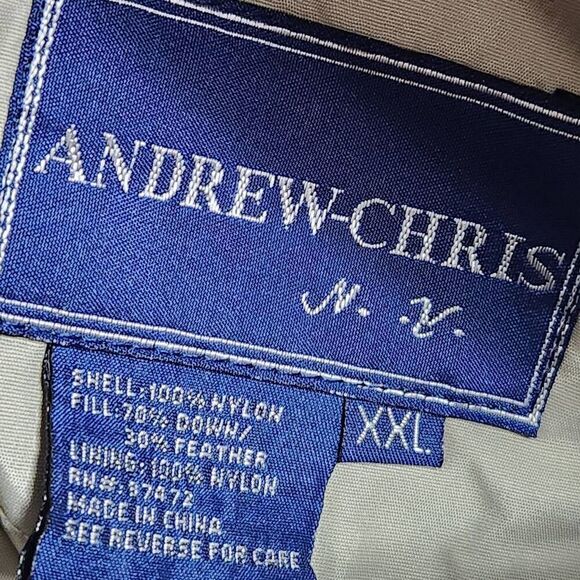 ANDREW-CHRIS
N. Y.
SHELL:100% NYLON
FILL:70% DOWN/
30% FEATHER
LINING:100% NYLON
RN#:37472
MADE IN CHINA
SEE REVERSE FOR CARE
XXL